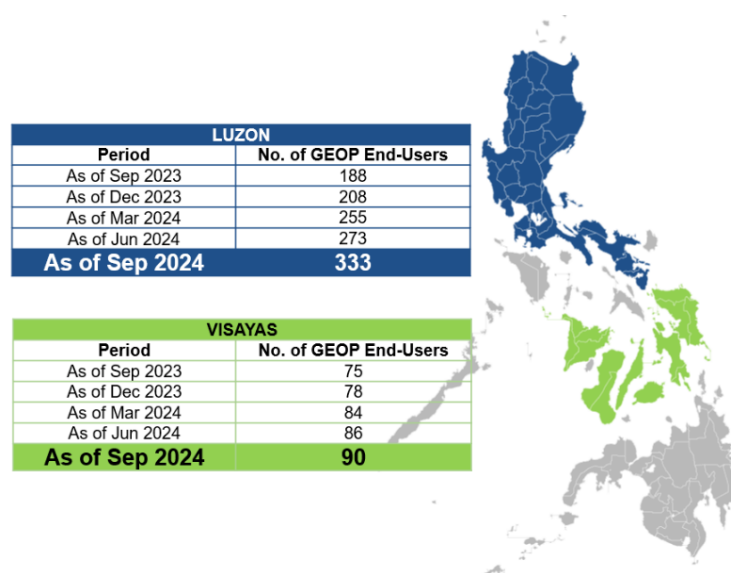 LUZON
Period No. of GEOP End-Users
As of Sep 2023 188
As of Dec 2023 208
As of Mar 2024 255
As of Jun 2024 273
As of Sep 2024 333
VISAYAS
Period No. of GEOP End-Users
As of Sep 2023 75
As of Dec 2023 78
As of Mar 2024 84
As of Jun 2024 86
As of Sep 2024 90